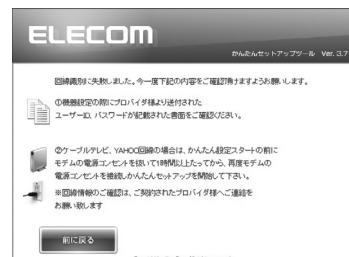 ELECOM
かんたんセットアップツール Ver. 3.7
回線識別に失敗しました。今一度下記の内容をご確認頂けますようお願いします。
①機器設定の際にプロバイダ様より送付された
ユーザーID、パスワードが記載された書面をご確認ください。
②ケーブルテレビ、YAHOO回線の場合は、かんたん設定スタートの前に
モデムの電源コンセントを抜いて1時間以上たってから、再度モデムの
電源コンセントを接続しかんたんセットアップを開始して下さい。
※回線情報のご確認は、ご契約されたプロバイダ様へご連絡を
お願い致します
前に戻る